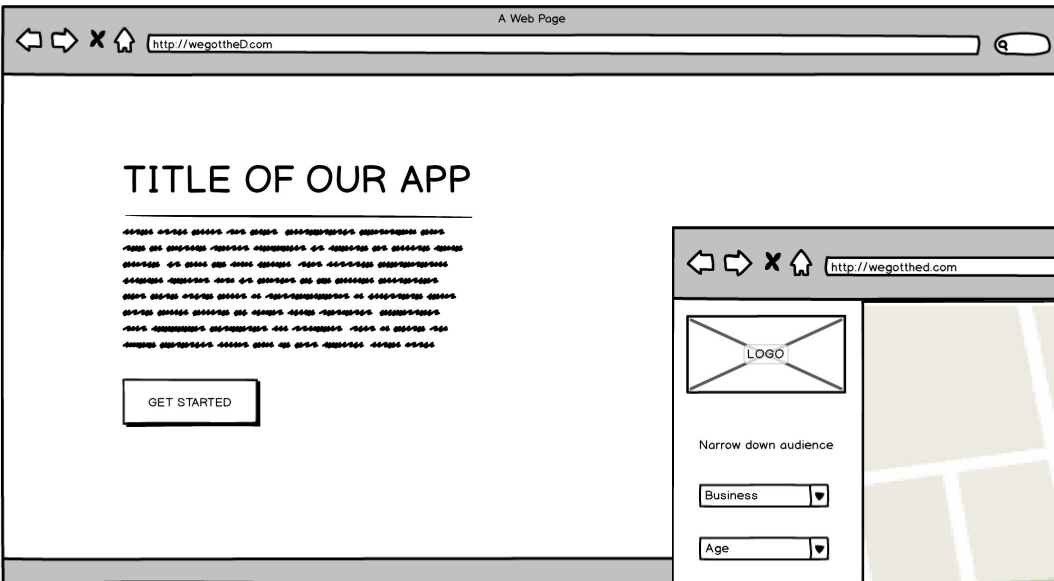 A Web Page
http://wegottheD.com
TITLE OF OUR APP
GET STARTED
http://wegotthed.com
LOGO
Narrow down audience
Business
Age